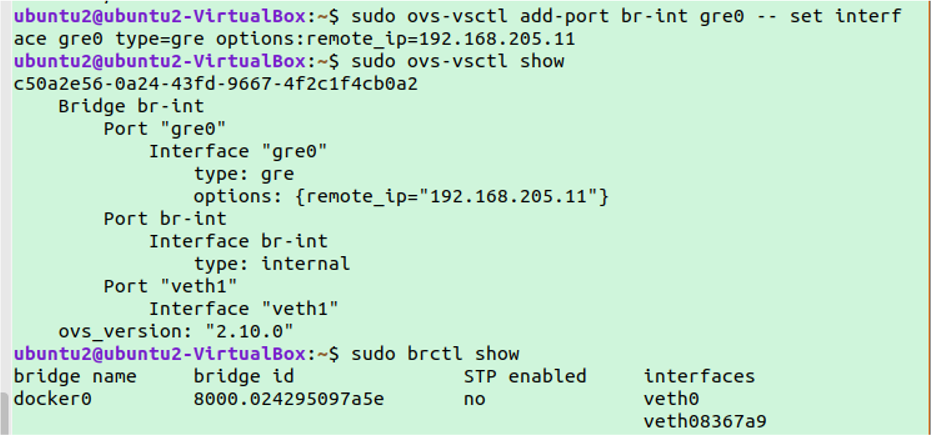 ubuntu2@ubuntu2-VirtualBox:~$ sudo ovs-vsctl add-port br-int gre0 -- set interf
ace gre0 type=gre options:remote_ip=192.168.205.11
ubuntu2@ubuntu2-VirtualBox:~$ sudo ovs-vsctl show
c50a2e56-0a24-43fd-9667-4f2c1f4cb0a2
    Bridge br-int
        Port "gre0"
            Interface "gre0"
                type: gre
                options: {remote_ip="192.168.205.11"}
        Port br-int
            Interface br-int
                type: internal
        Port "veth1"
            Interface "veth1"
    ovs_version: "2.10.0"
ubuntu2@ubuntu2-VirtualBox:~$ sudo brctl show
bridge name     bridge id               STP enabled     interfaces
docker0         8000.024295097a5e       no              veth0
                                                        veth08367a9